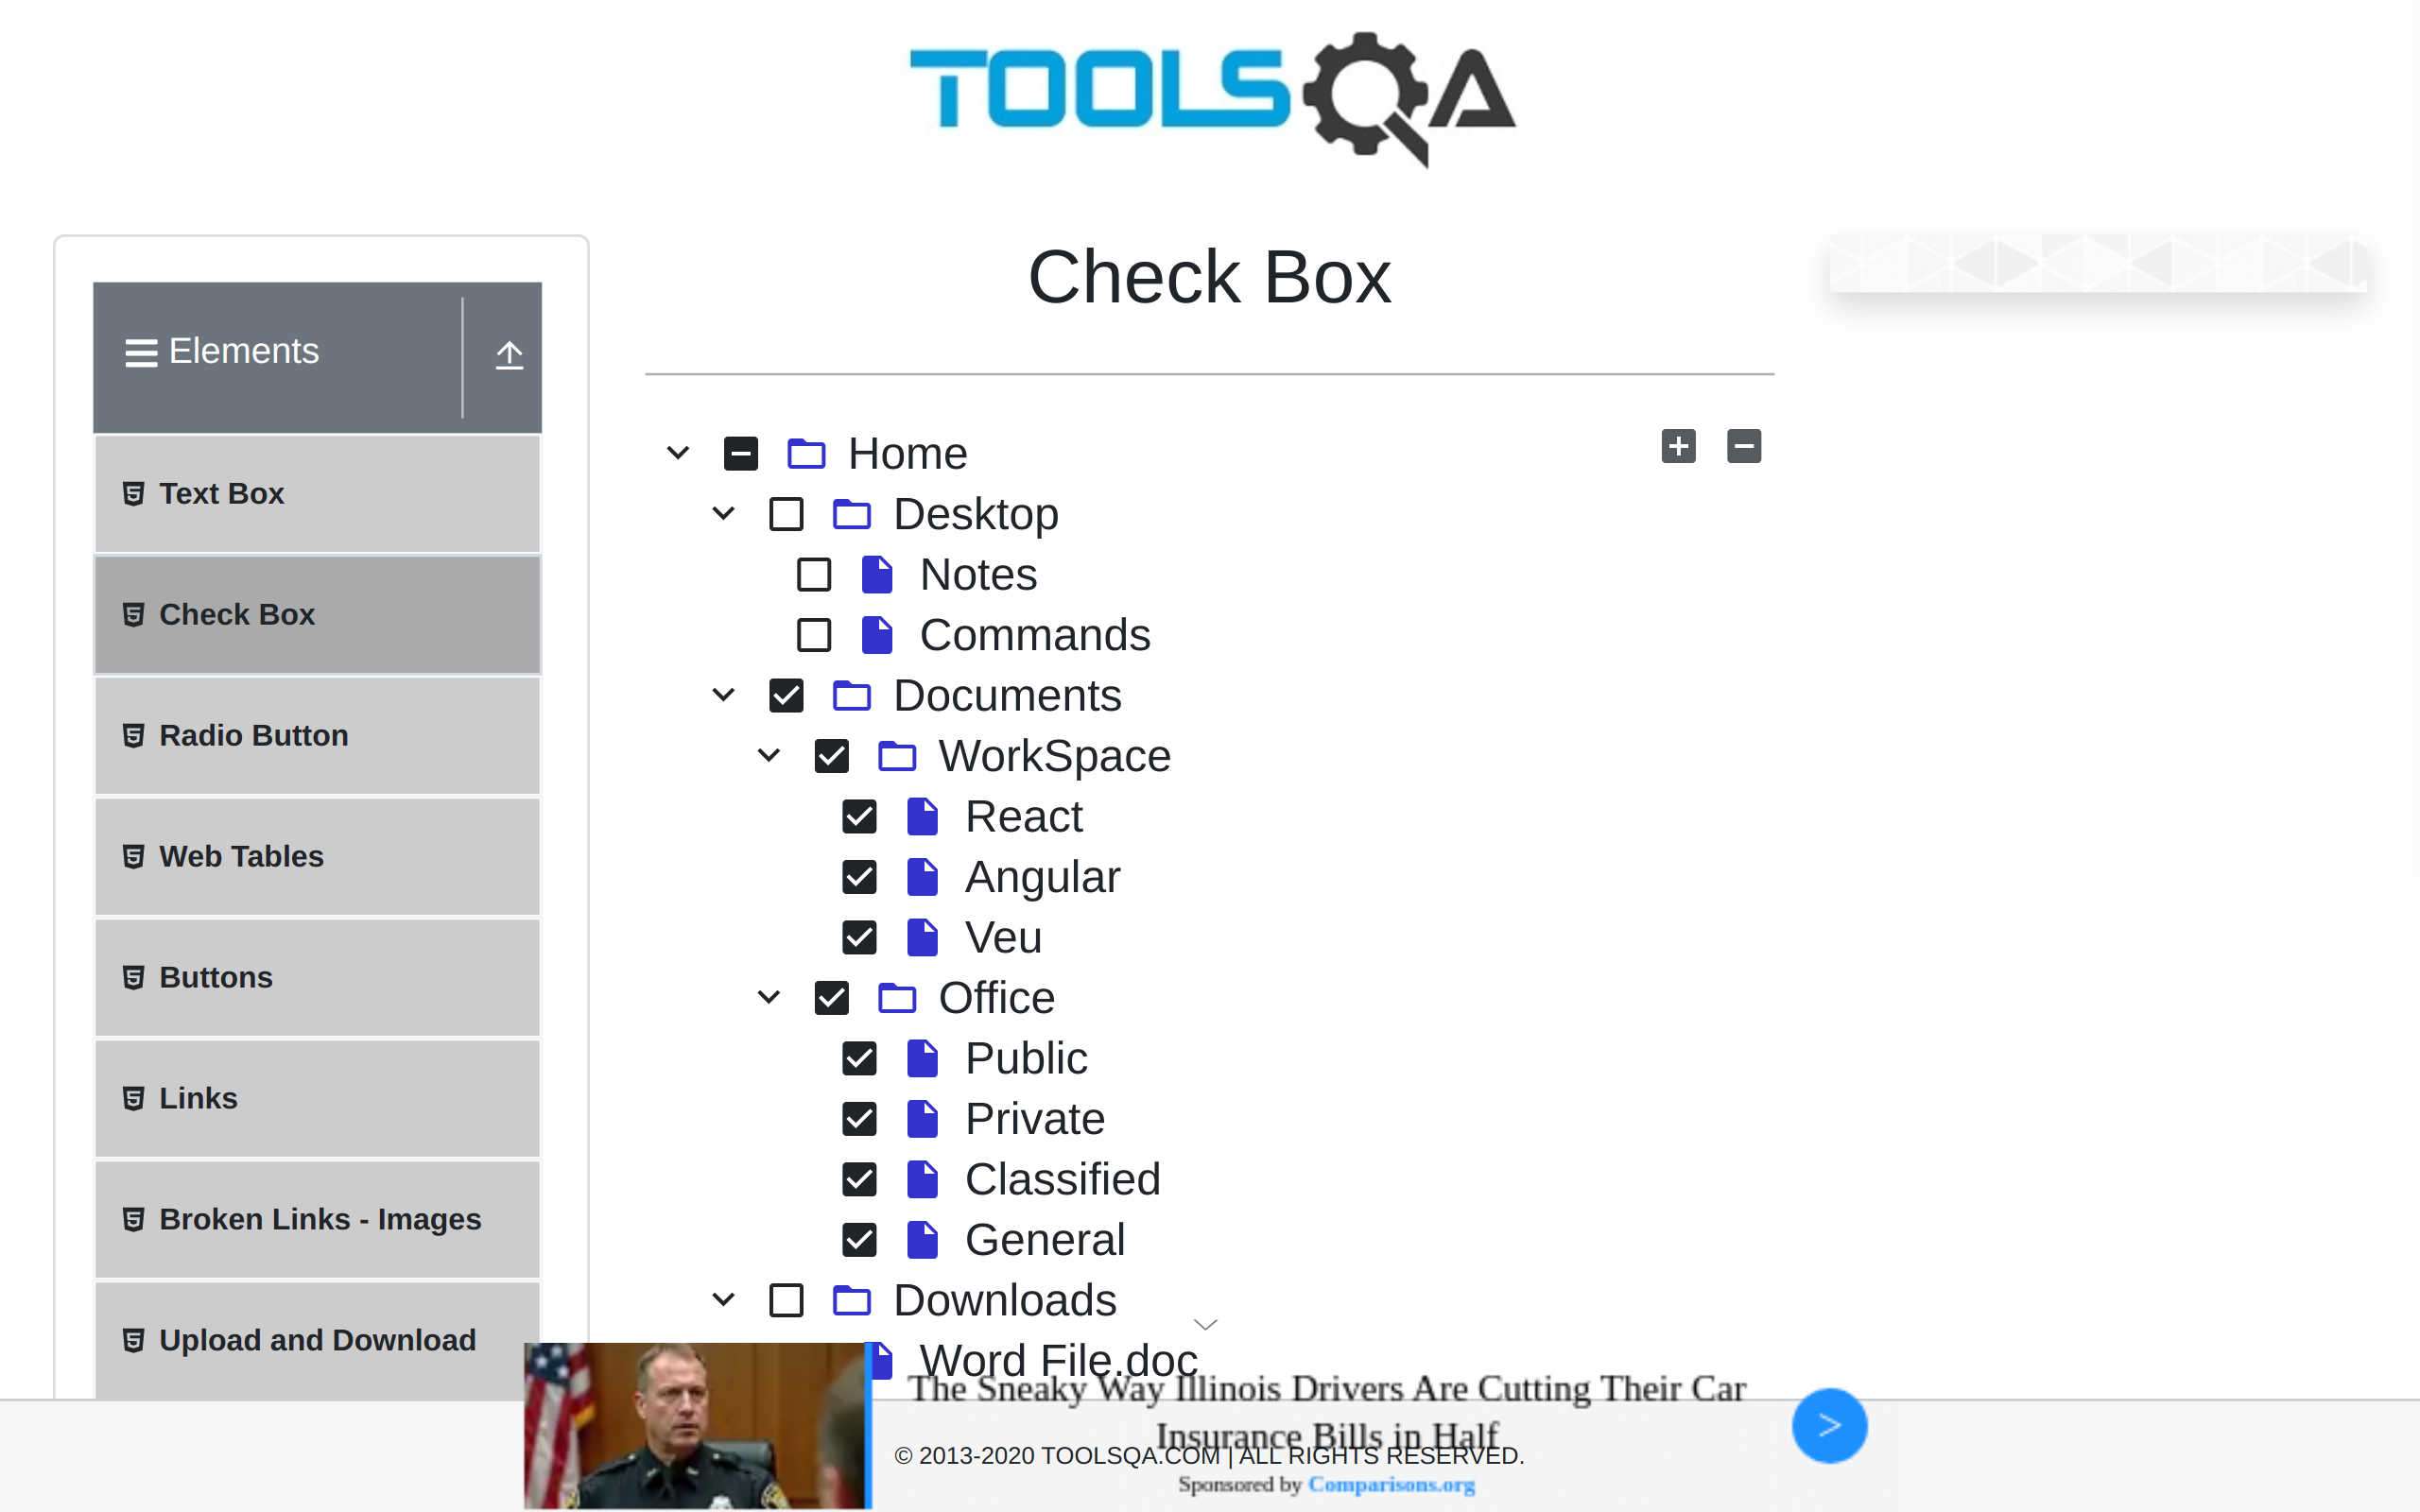 TOOLSQA
Check Box
Elements
Text Box
Check Box
Radio Button
Web Tables
Buttons
Links
Broken Links - Images
Upload and Download
Home
Desktop
Notes
Commands
Documents
WorkSpace
React
Angular
Veu
Office
Public
Private
Classified
General
Downloads
Word File.doc
The Sneaky Way Illinois Drivers Are Cutting Their Car
Insurance Bills in Half
© 2013-2020 TOOLSQA.COM | ALL RIGHTS RESERVED.
Sponsored by Comparisons.org